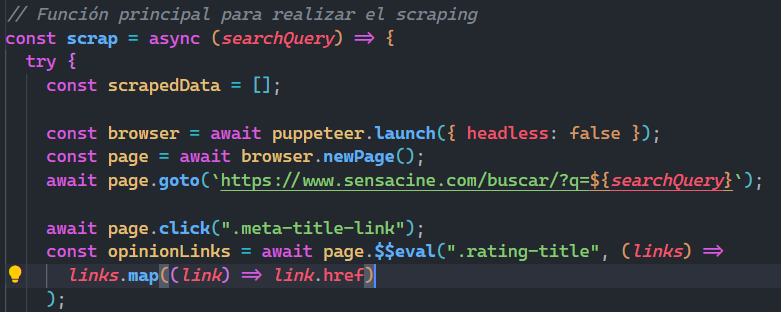 // Función principal para realizar el scraping
const scrap = async (searchQuery) => {
try {
const scrapedData = [];
const browser = await puppeteer.launch({ headless: false });
const page = await browser.newPage();
await page.goto(`https://www.sensacine.com/buscar/?q=${searchQuery}`);
await page.click(".meta-title-link");
const opinionLinks = await page.$$eval(".rating-title", (links) =>
links.map((link) => link.href)
);